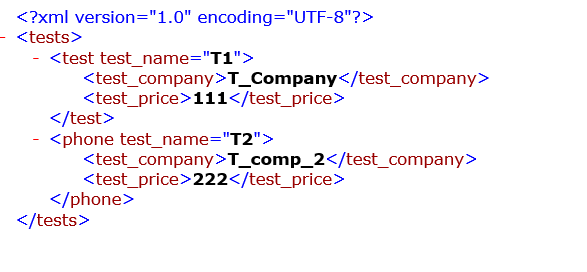 <?xml version="1.0" encoding="UTF-8"?>
- <tests>
- <test test_name="T1">
<test_company>T_Company</test_company>
<test_price>111</test_price>
</test>
- <phone test_name="T2">
<test_company>T_comp_2</test_company>
<test_price>222</test_price>
</phone>
</tests>